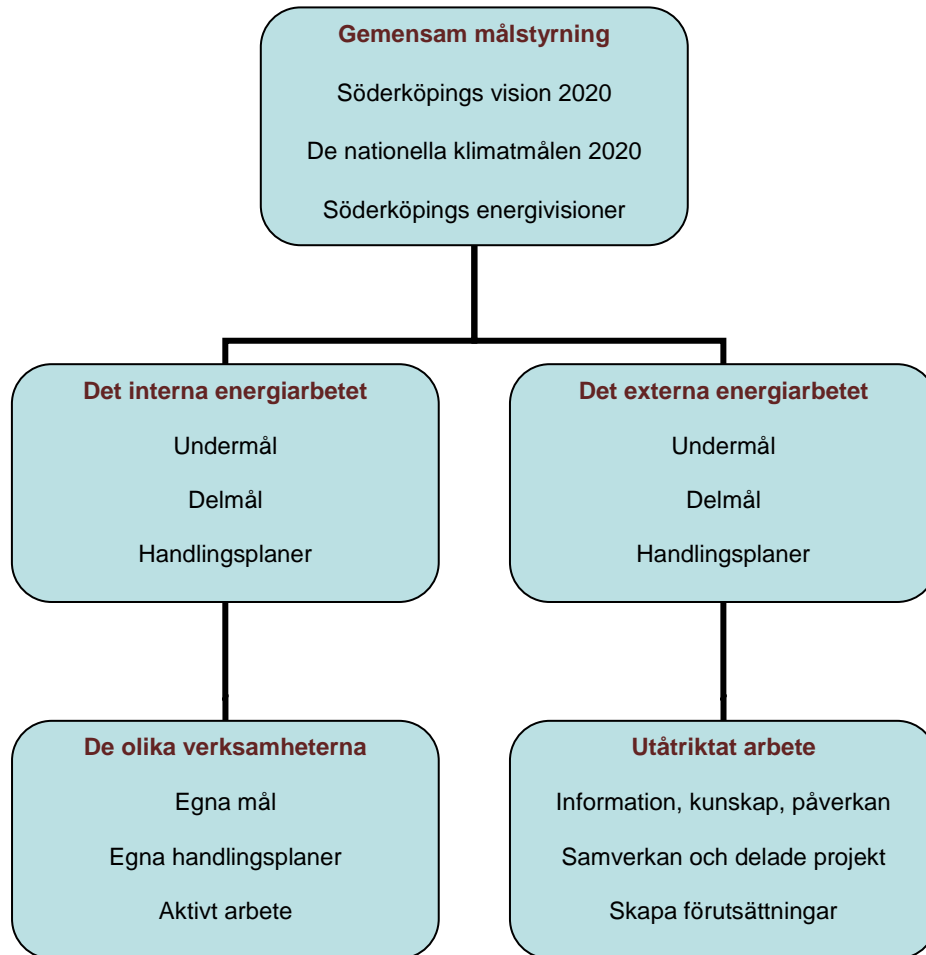 Gemensam målstyrning
Söderköpings vision 2020
De nationella klimatmålen 2020
Söderköpings energivisioner
Det interna energiarbetet
Undermål
Delmål
Handlingsplaner
Det externa energiarbetet
Undermål
Delmål
Handlingsplaner
De olika verksamheterna
Egna mål
Egna handlingsplaner
Aktivt arbete
Utåtriktat arbete
Information, kunskap, påverkan
Samverkan och delade projekt
Skapa förutsättningar